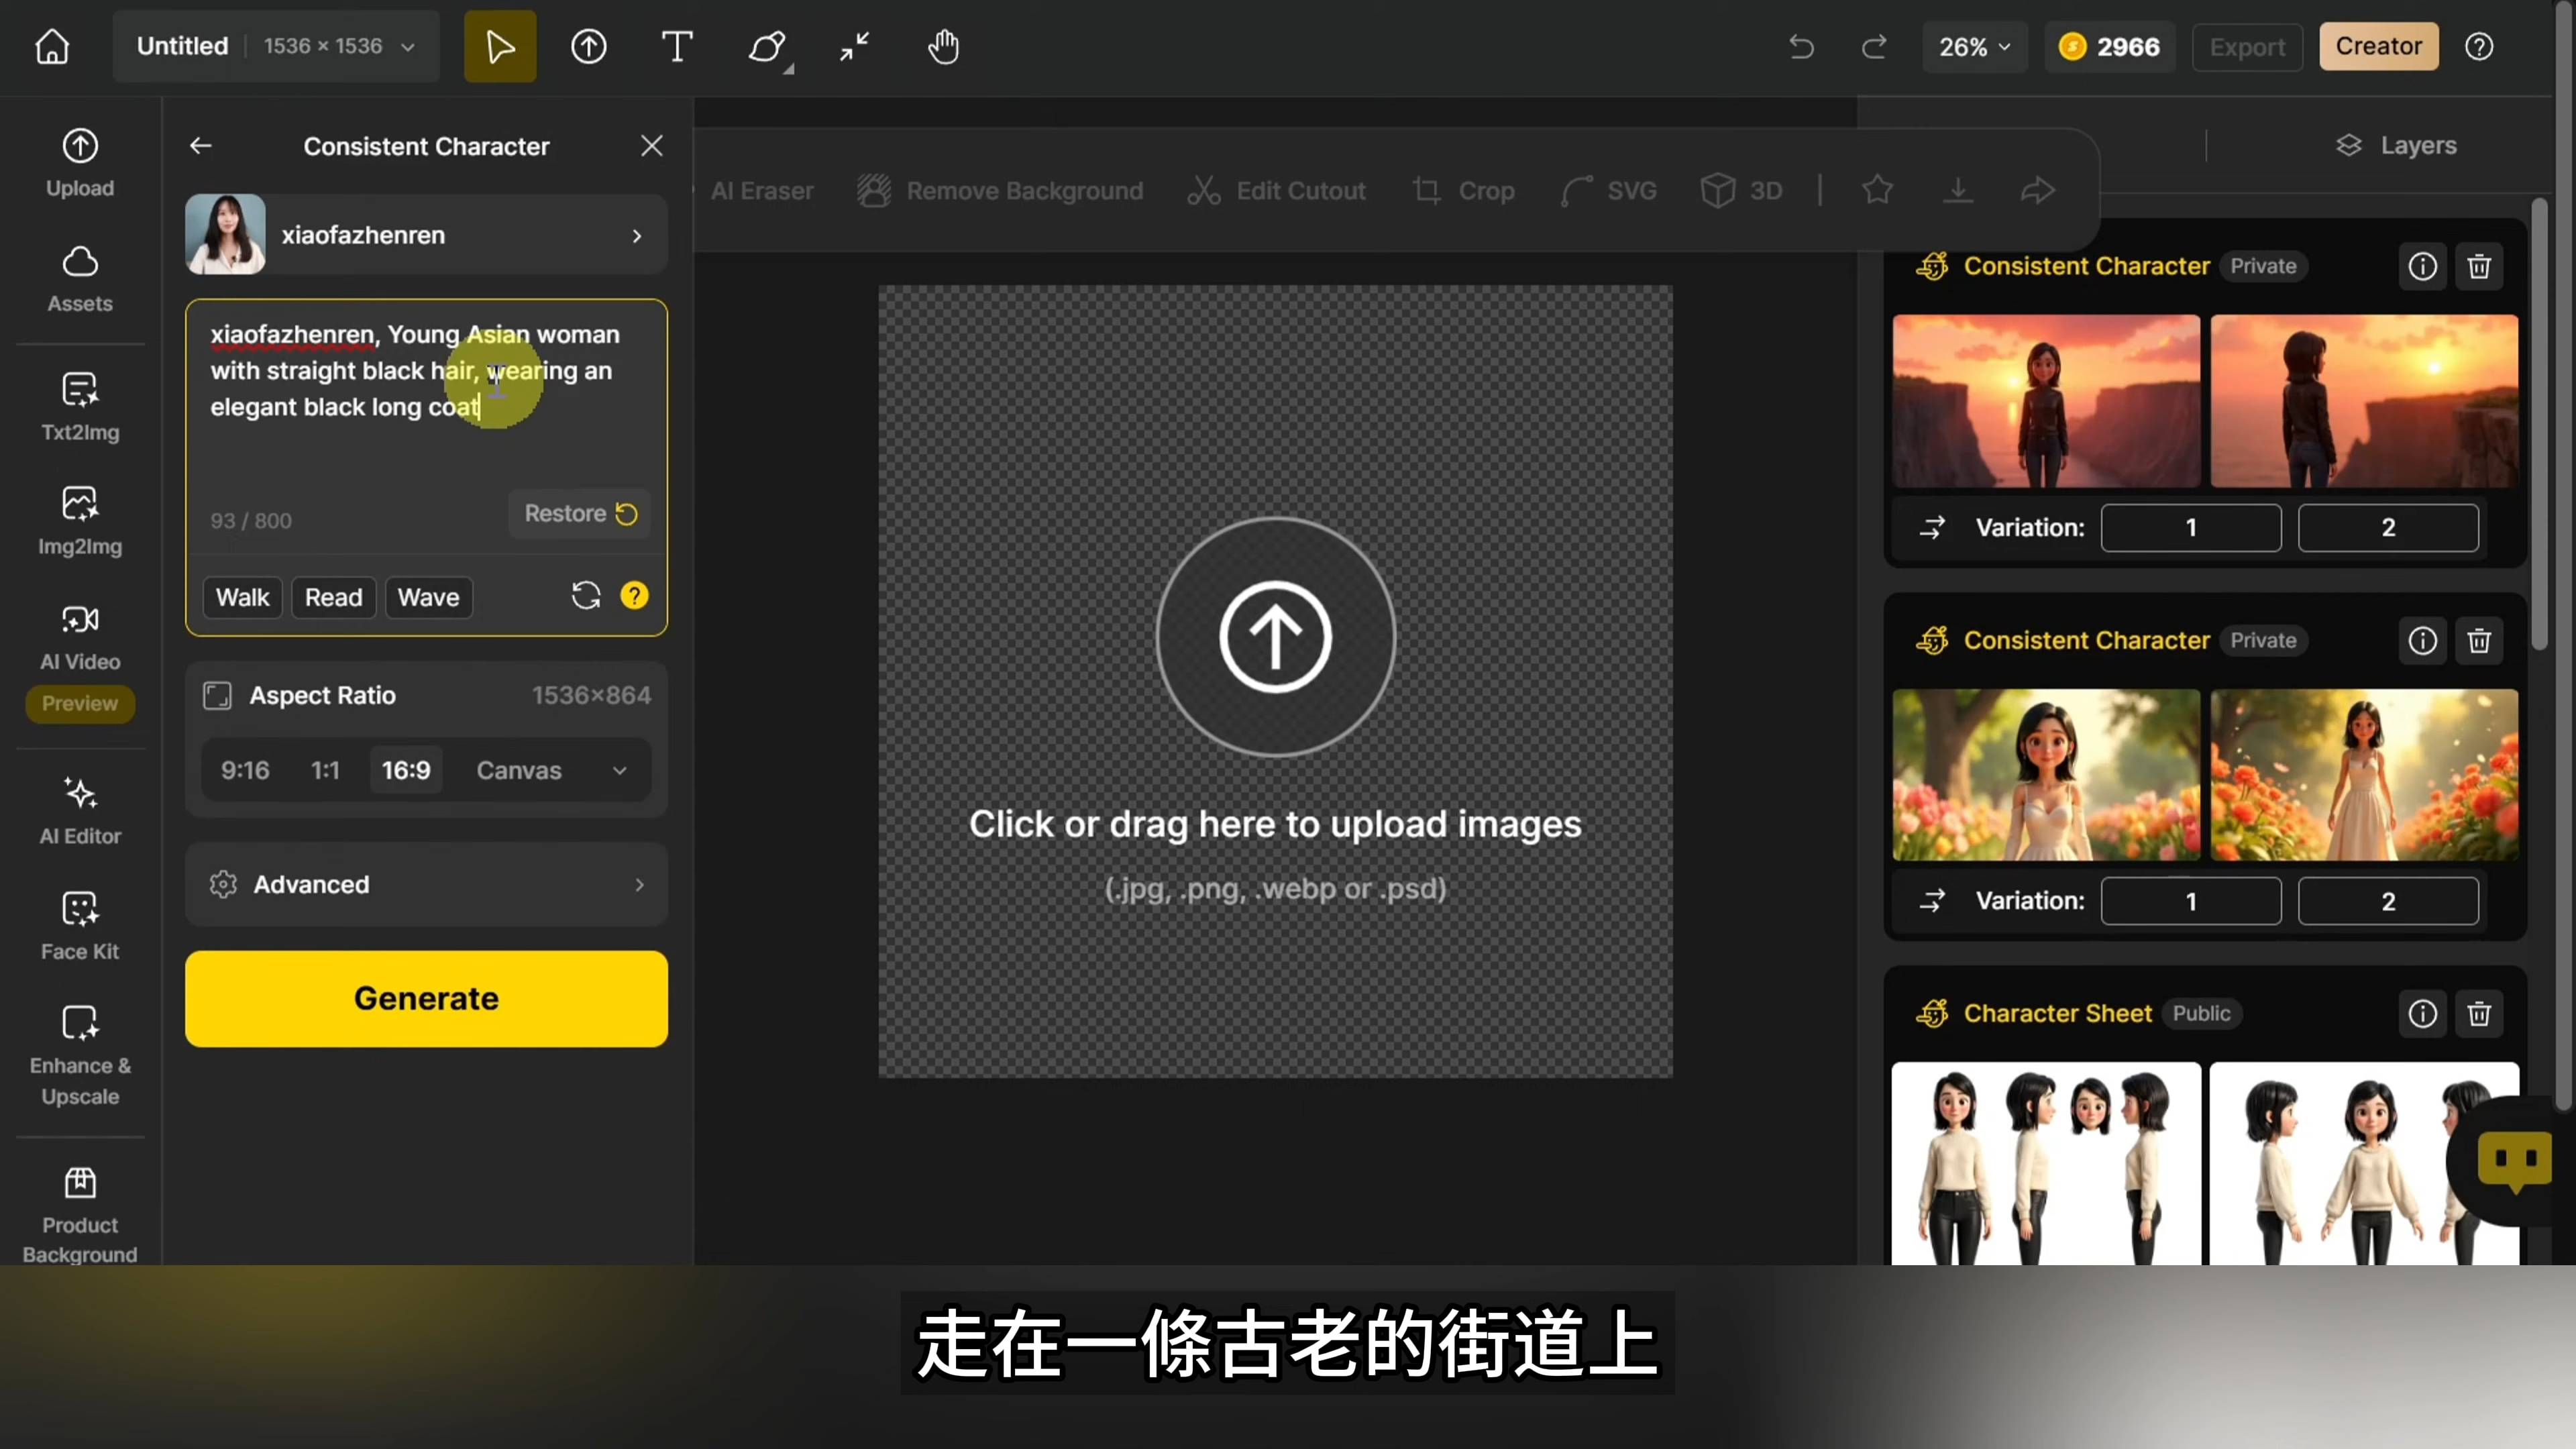 Untitled
1536 × 1536
26%
2966
Export
Creator
Upload
Assets
Txt2Img
Img2Img
AI Video
Preview
AI Editor
Face Kit
Enhance &
Upscale
Product
Background
Consistent Character
xiaofazhenren
xiaofazhenren, Young Asian woman
with straight black hair, wearing an
elegant black long coat
93 / 800
Restore
Walk
Read
Wave
?
Aspect Ratio
1536×864
9:16
1:1
16:9
Canvas
Advanced
Generate
AI Eraser
Remove Background
Edit Cutout
Crop
SVG
3D
Click or drag here to upload images
(.jpg, .png, .webp or .psd)
Layers
Consistent Character
Private
Variation:
1
2
Consistent Character
Private
Variation:
1
2
Character Sheet
Public
走在一條古老的街道上